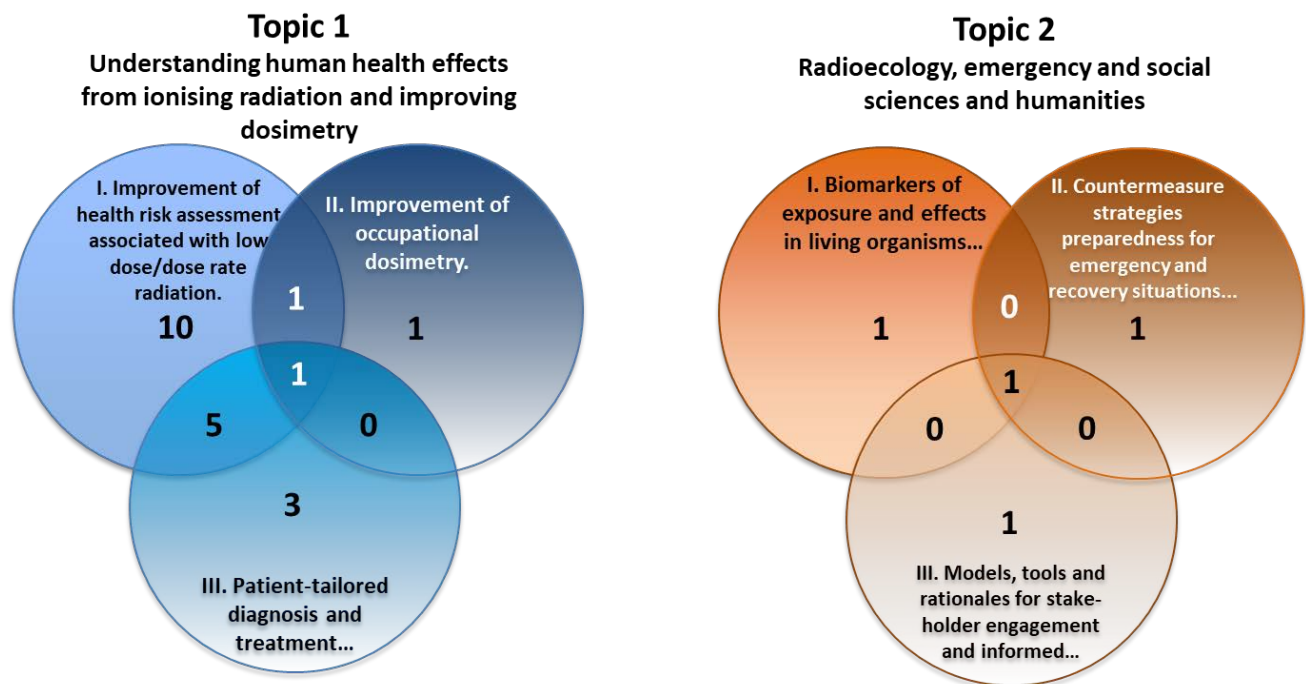 Topic 1
Understanding human health effects
from ionising radiation and improving
dosimetry
I. Improvement of
health risk assessment
associated with low
dose/dose rate
radiation.
10
II. Improvement of
occupational
dosimetry.
1
1
1
5
0
3
III. Patient-tailored
diagnosis and
treatment...
Topic 2
Radioecology, emergency and social
sciences and humanities
I. Biomarkers of
exposure and effects
in living organisms...
1
II. Countermeasure
strategies
preparedness for
emergency and
recovery situations...
0
1
1
0
0
1
III. Models, tools and
rationales for stake-
holder engagement
and informed...